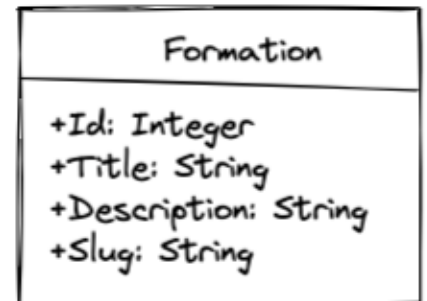 Formation
+Id: Integer
+Title: String
+Description: String
+Slug: String